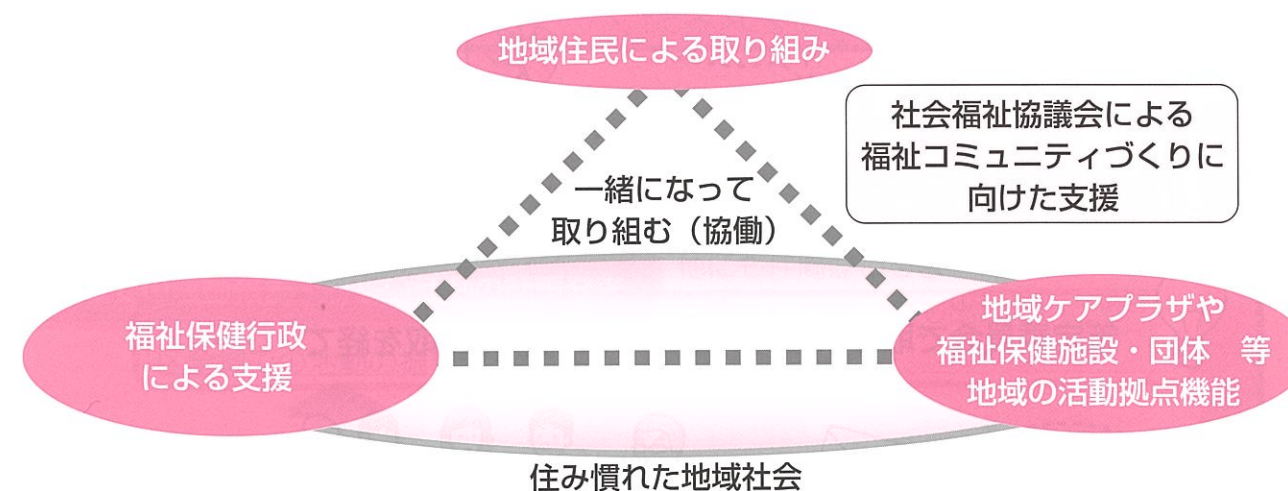 地域住民による取り組み
社会福祉協議会による
福祉コミュニティづくりに
向けた支援
一緒になって
取り組む（協働）
福祉保健行政
による支援
地域ケアプラザや
福祉保健施設・団体　等
地域の活動拠点機能
住み慣れた地域社会